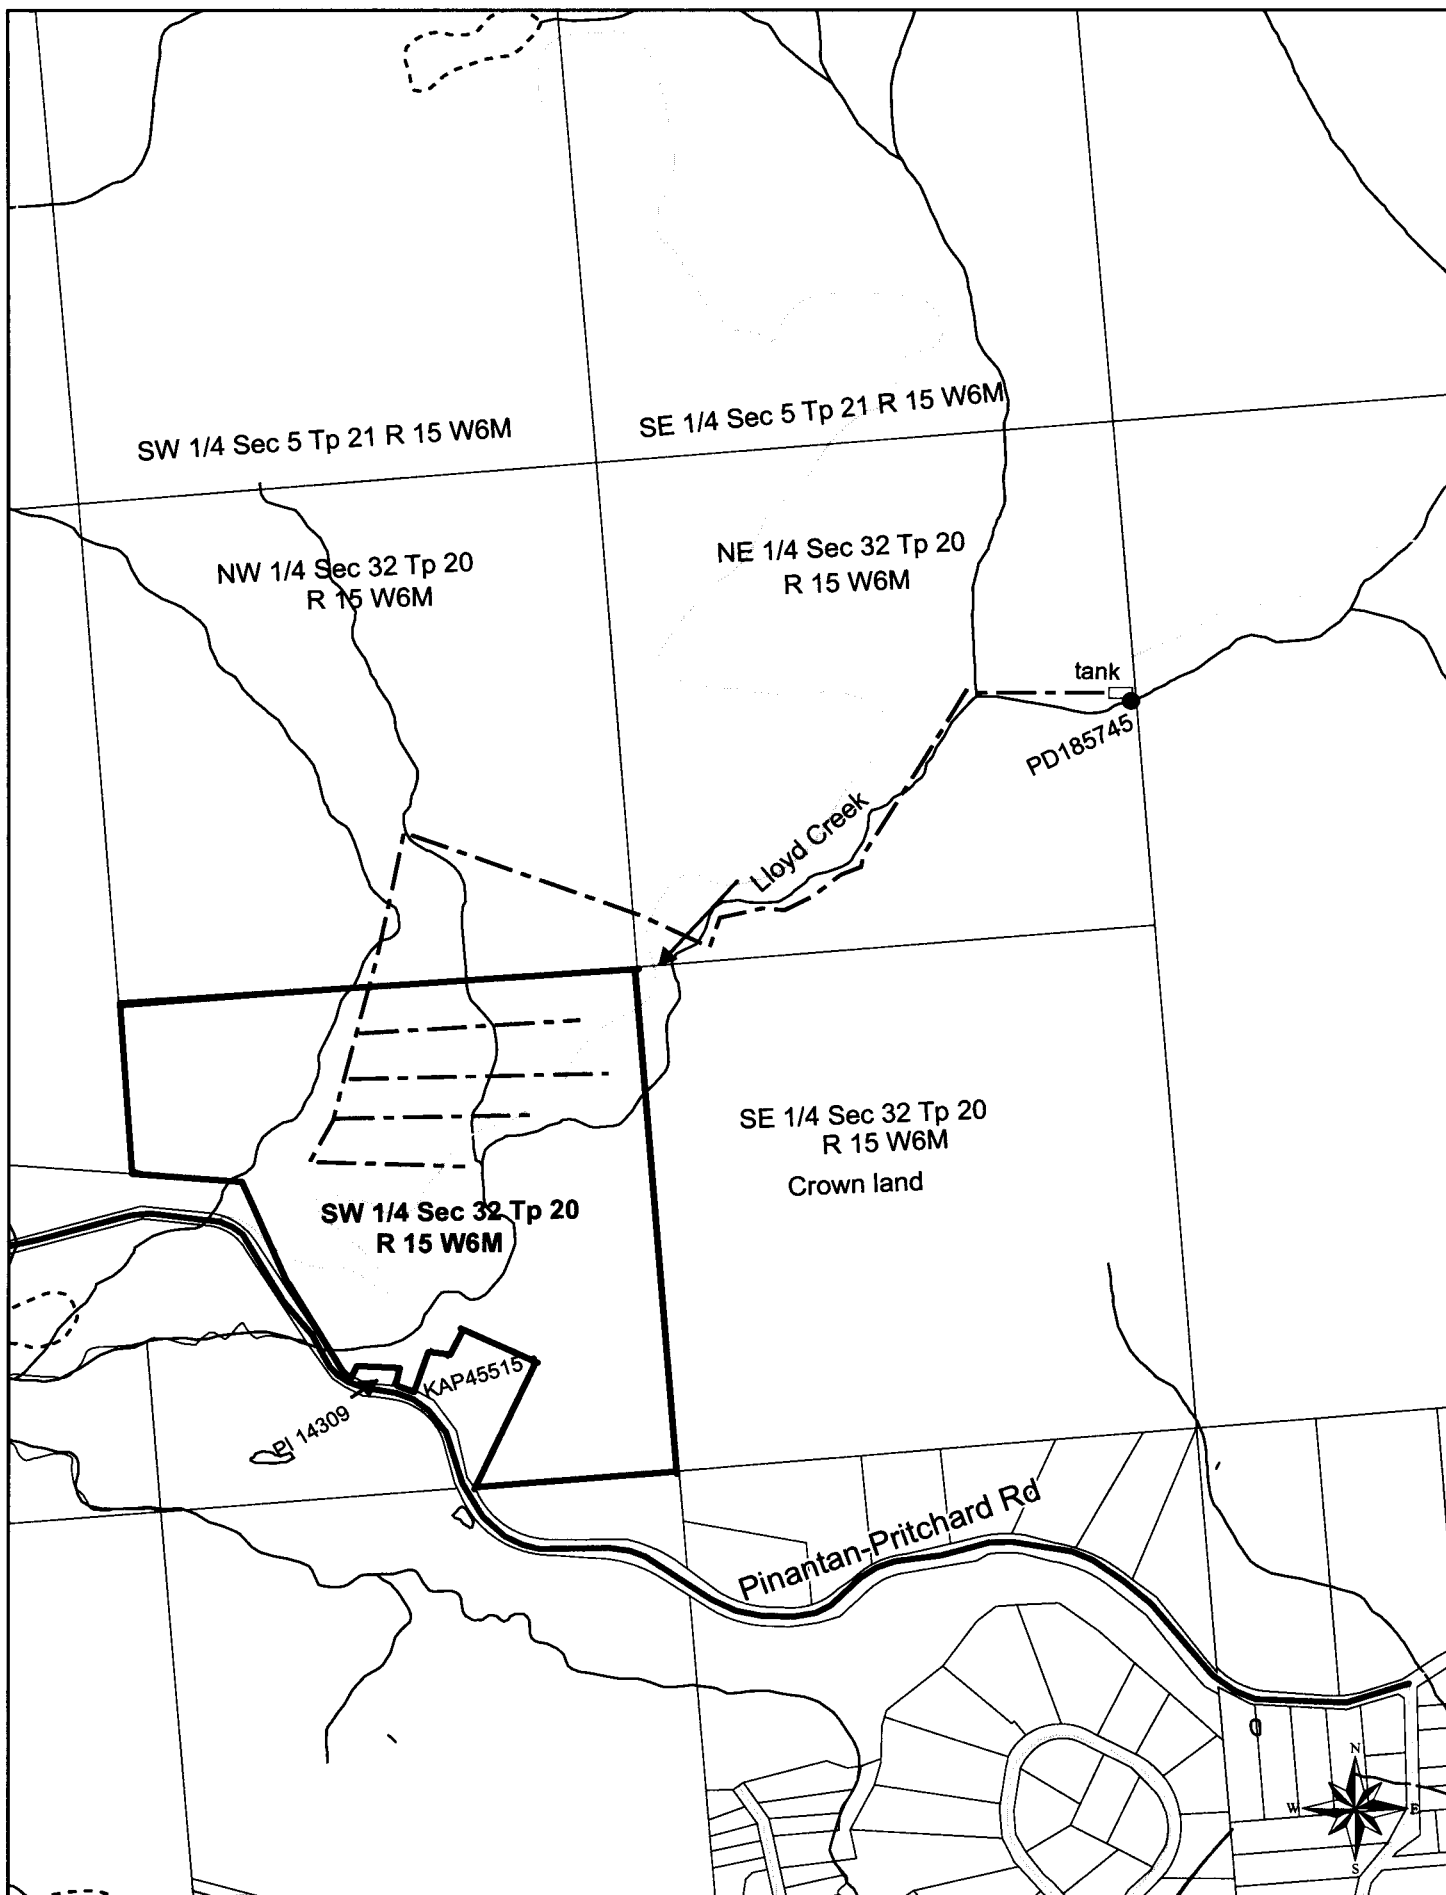 SW 1/4 Sec 5 Tp 21 R 15 W6M
SE 1/4 Sec 5 Tp 21 R 15 W6M
NW 1/4 Sec 32 Tp 20
R 15 W6M
NE 1/4 Sec 32 Tp 20
R 15 W6M
tank
PD185745
Lloyd Creek
SE 1/4 Sec 32 Tp 20
R 15 W6M
Crown land
SW 1/4 Sec 32 Tp 20
R 15 W6M
KAP45515
Pl 14309
Pinantan-Pritchard Rd
N
W
E
S